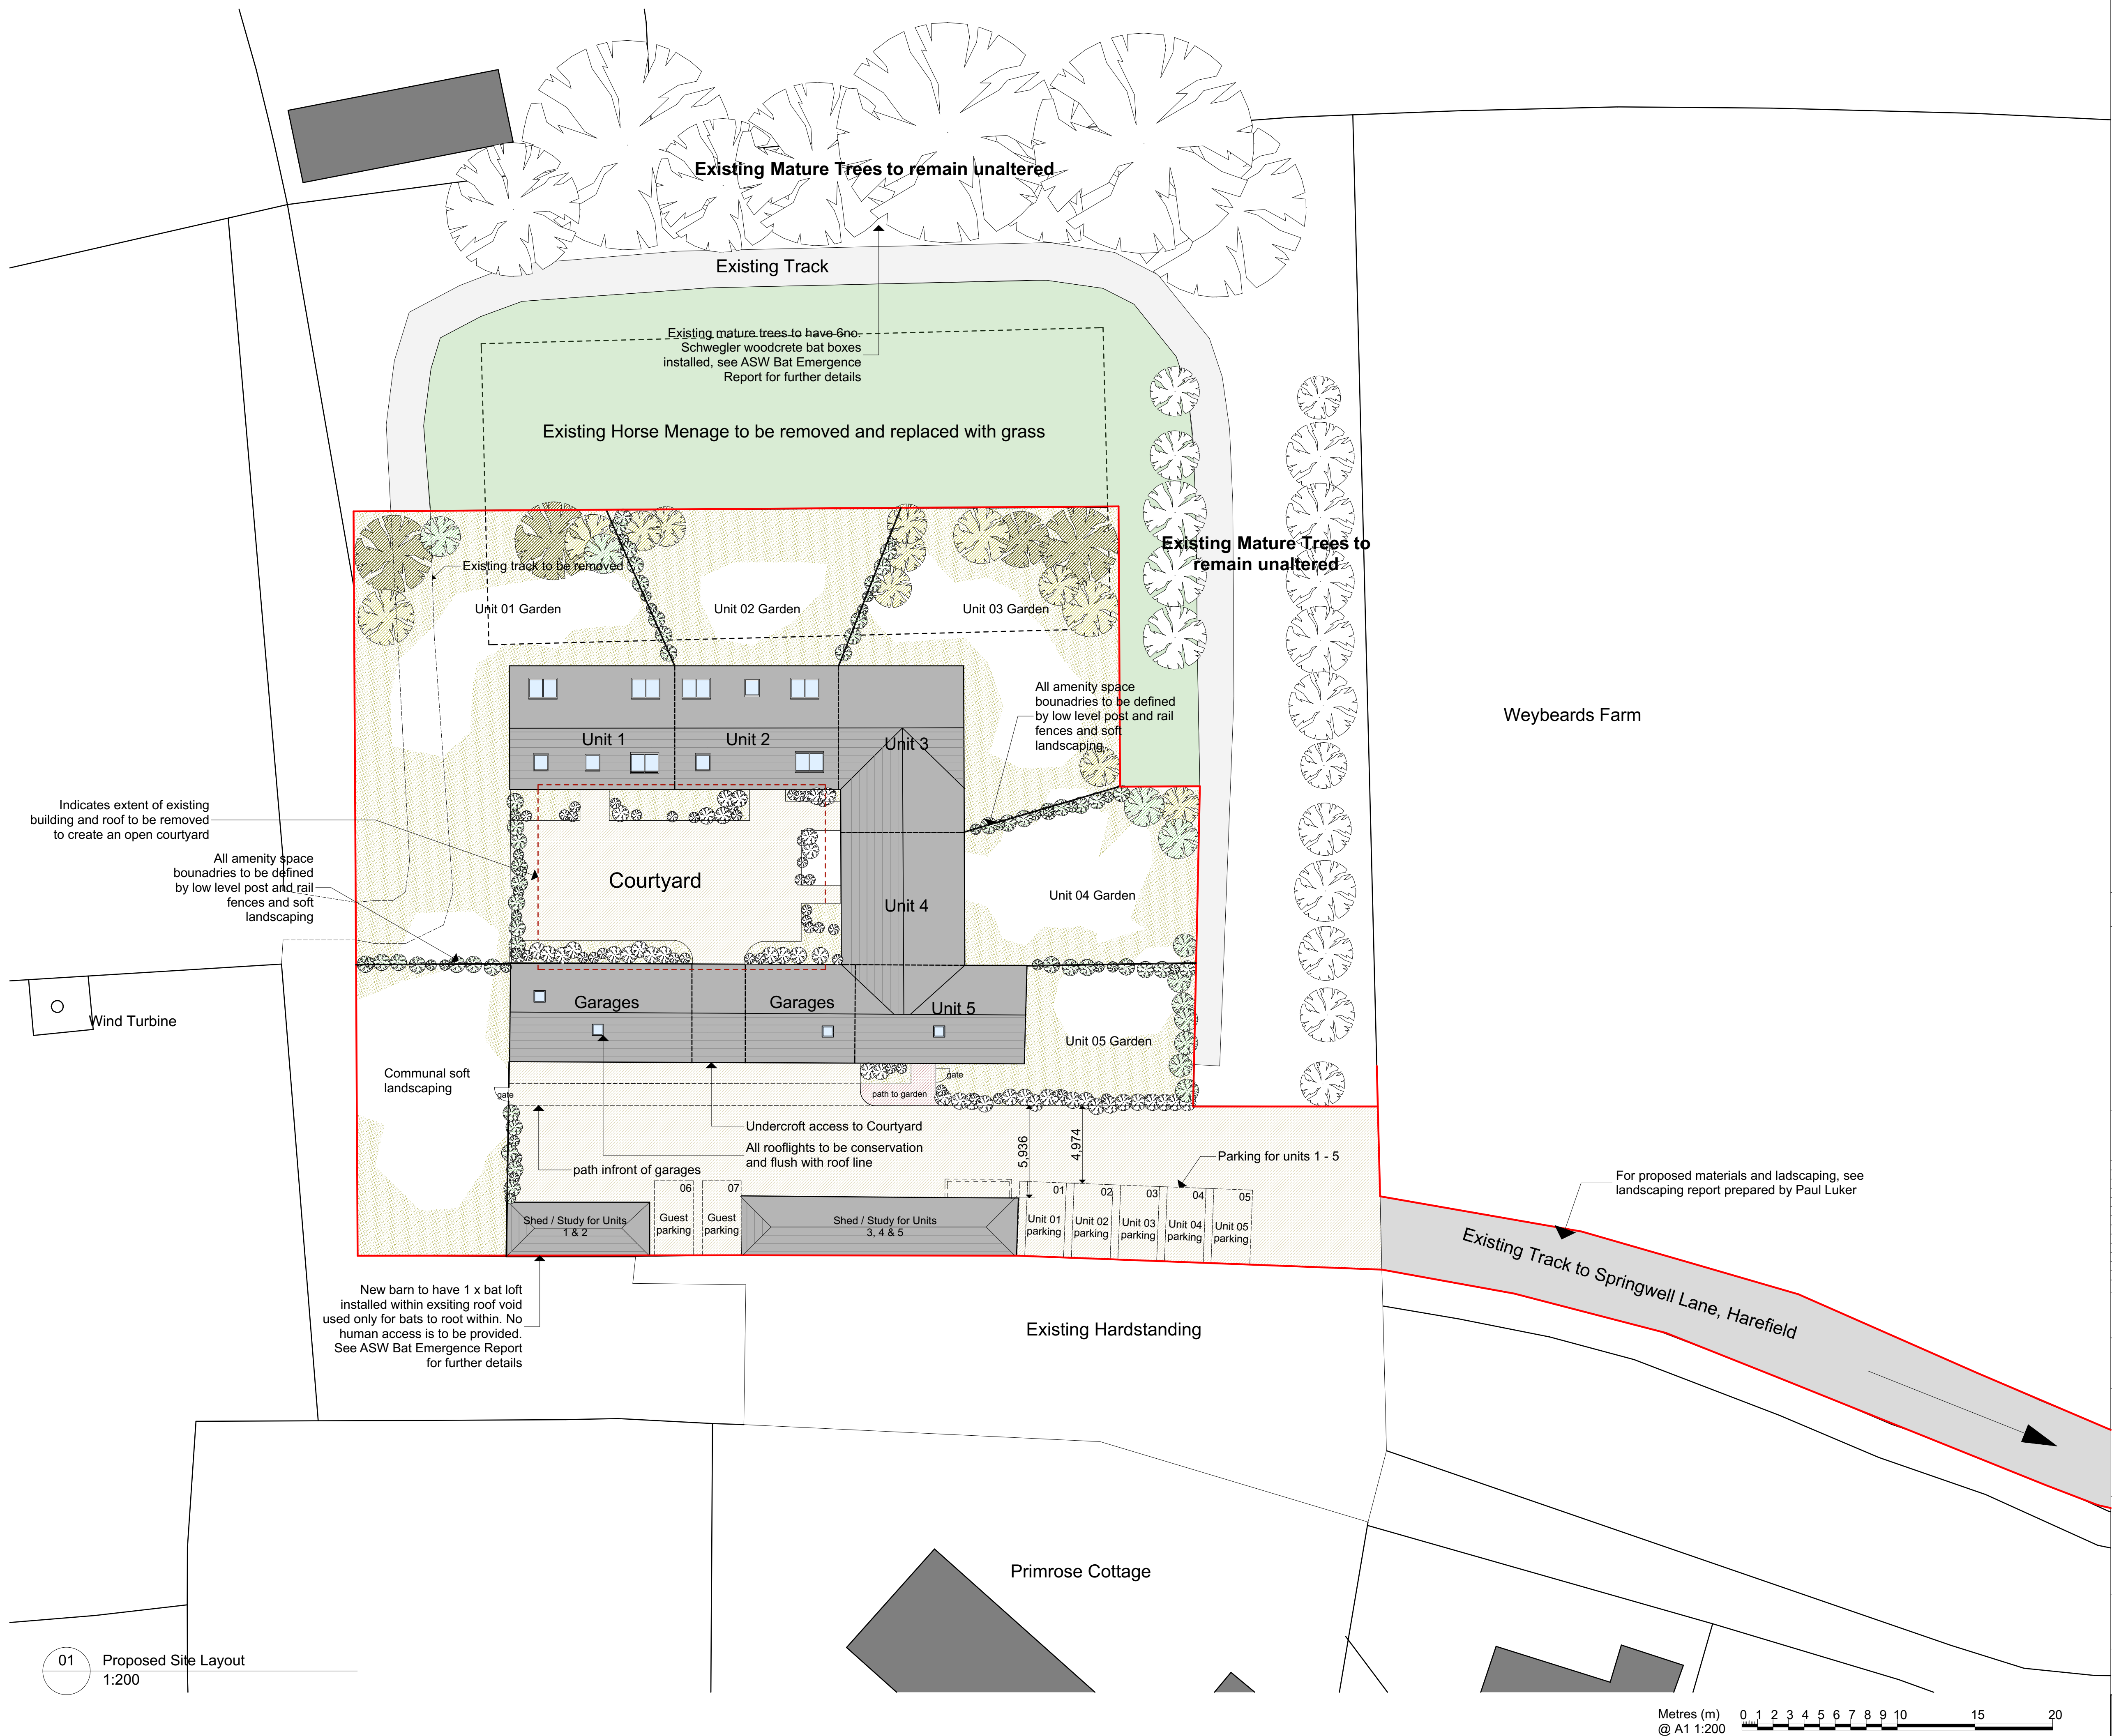 Existing Mature Trees to remain unaltered
Existing Track
Existing mature trees to have 6no.
Schwegler woodcrete bat boxes
installed, see ASW Bat Emergence
Report for further details
Existing Horse Menage to be removed and replaced with grass
Existing Mature Trees to
remain unaltered
Existing track to be removed
Unit 01 Garden
Unit 02 Garden
Unit 03 Garden
All amenity space
bounadries to be defined
by low level post and rail
fences and soft
landscaping
Weybeards Farm
Unit 1
Unit 2
Unit 3
Indicates extent of existing
building and roof to be removed
to create an open courtyard
All amenity space
bounadries to be defined
by low level post and rail
fences and soft
landscaping
Courtyard
Unit 4
Unit 04 Garden
Wind Turbine
Garages
Garages
Unit 5
Unit 05 Garden
Communal soft
landscaping
gate
gate
path to garden
Undercroft access to Courtyard
All rooflights to be conservation
and flush with roof line
path infront of garages
5,936
4,974
Parking for units 1 - 5
For proposed materials and ladscaping, see
landscaping report prepared by Paul Luker
06
07
01
02
03
04
05
Shed / Study for Units
1 & 2
Guest
parking
Guest
parking
Shed / Study for Units
3, 4 & 5
Unit 01
parking
Unit 02
parking
Unit 03
parking
Unit 04
parking
Unit 05
parking
Existing Track to Springwell Lane, Harefield
New barn to have 1 x bat loft
installed within exsiting roof void
used only for bats to root within. No
human access is to be provided.
See ASW Bat Emergence Report
for further details
Existing Hardstanding
Primrose Cottage
01
Proposed Site Layout
1:200
Metres (m)
@ A1 1:200
0 1 2 3 4 5 6 7 8 9 10 15 20